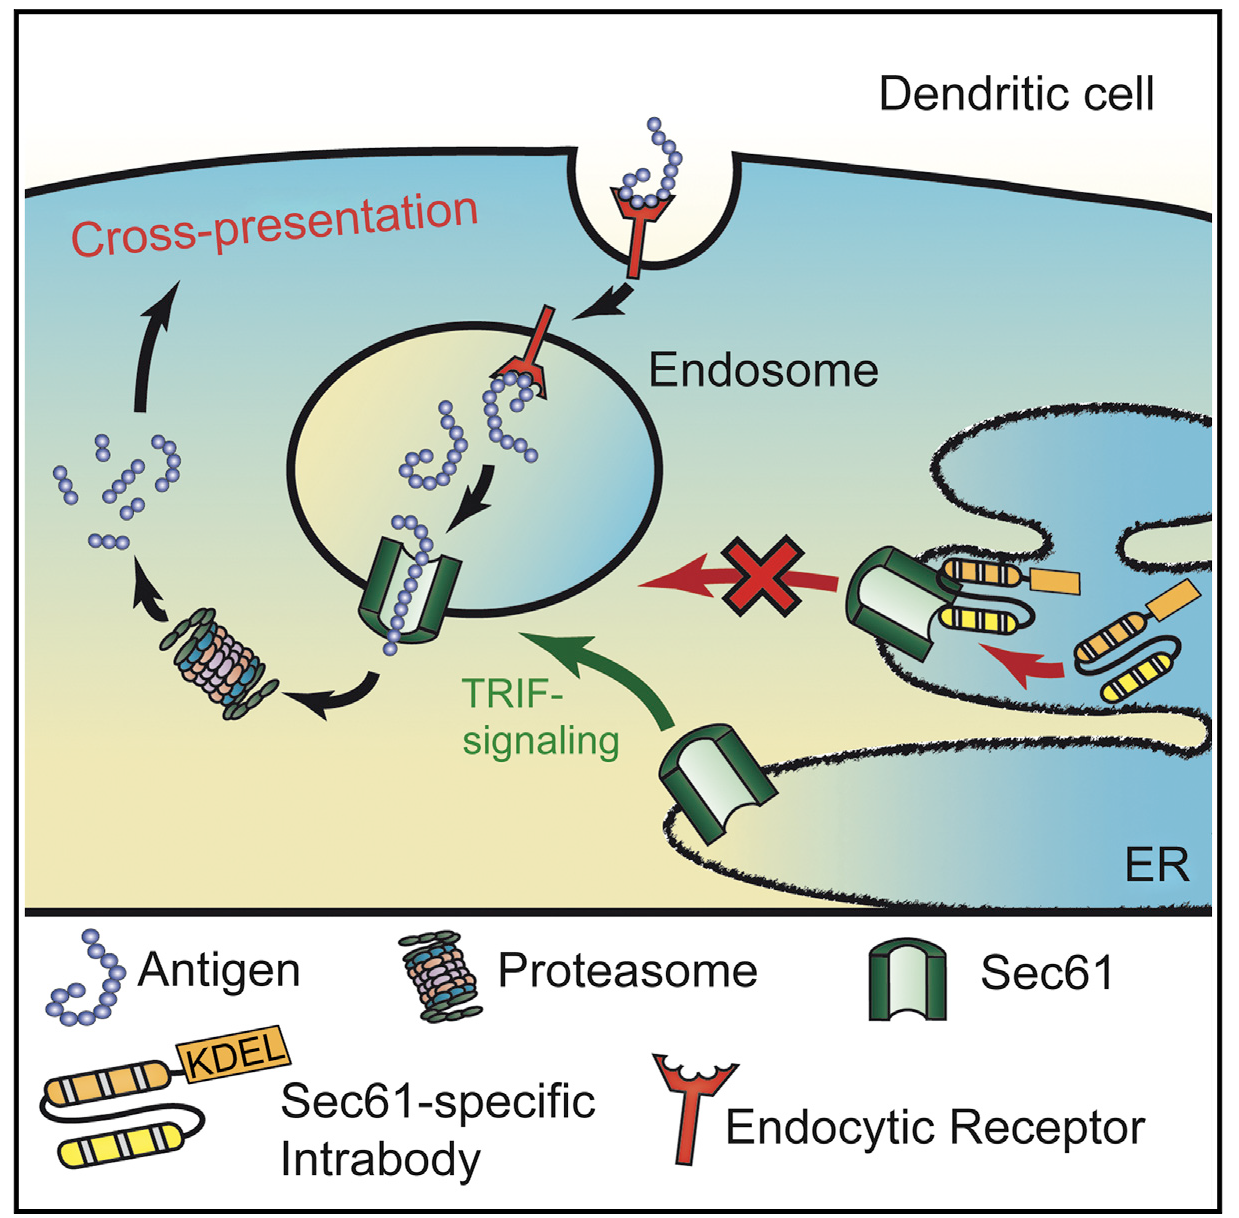 Dendritic cell
Cross-presentation
Endosome
TRIF-
signaling
ER
Antigen
Proteasome
Sec61
KDEL
Sec61-specific
Intrabody
Endocytic Receptor